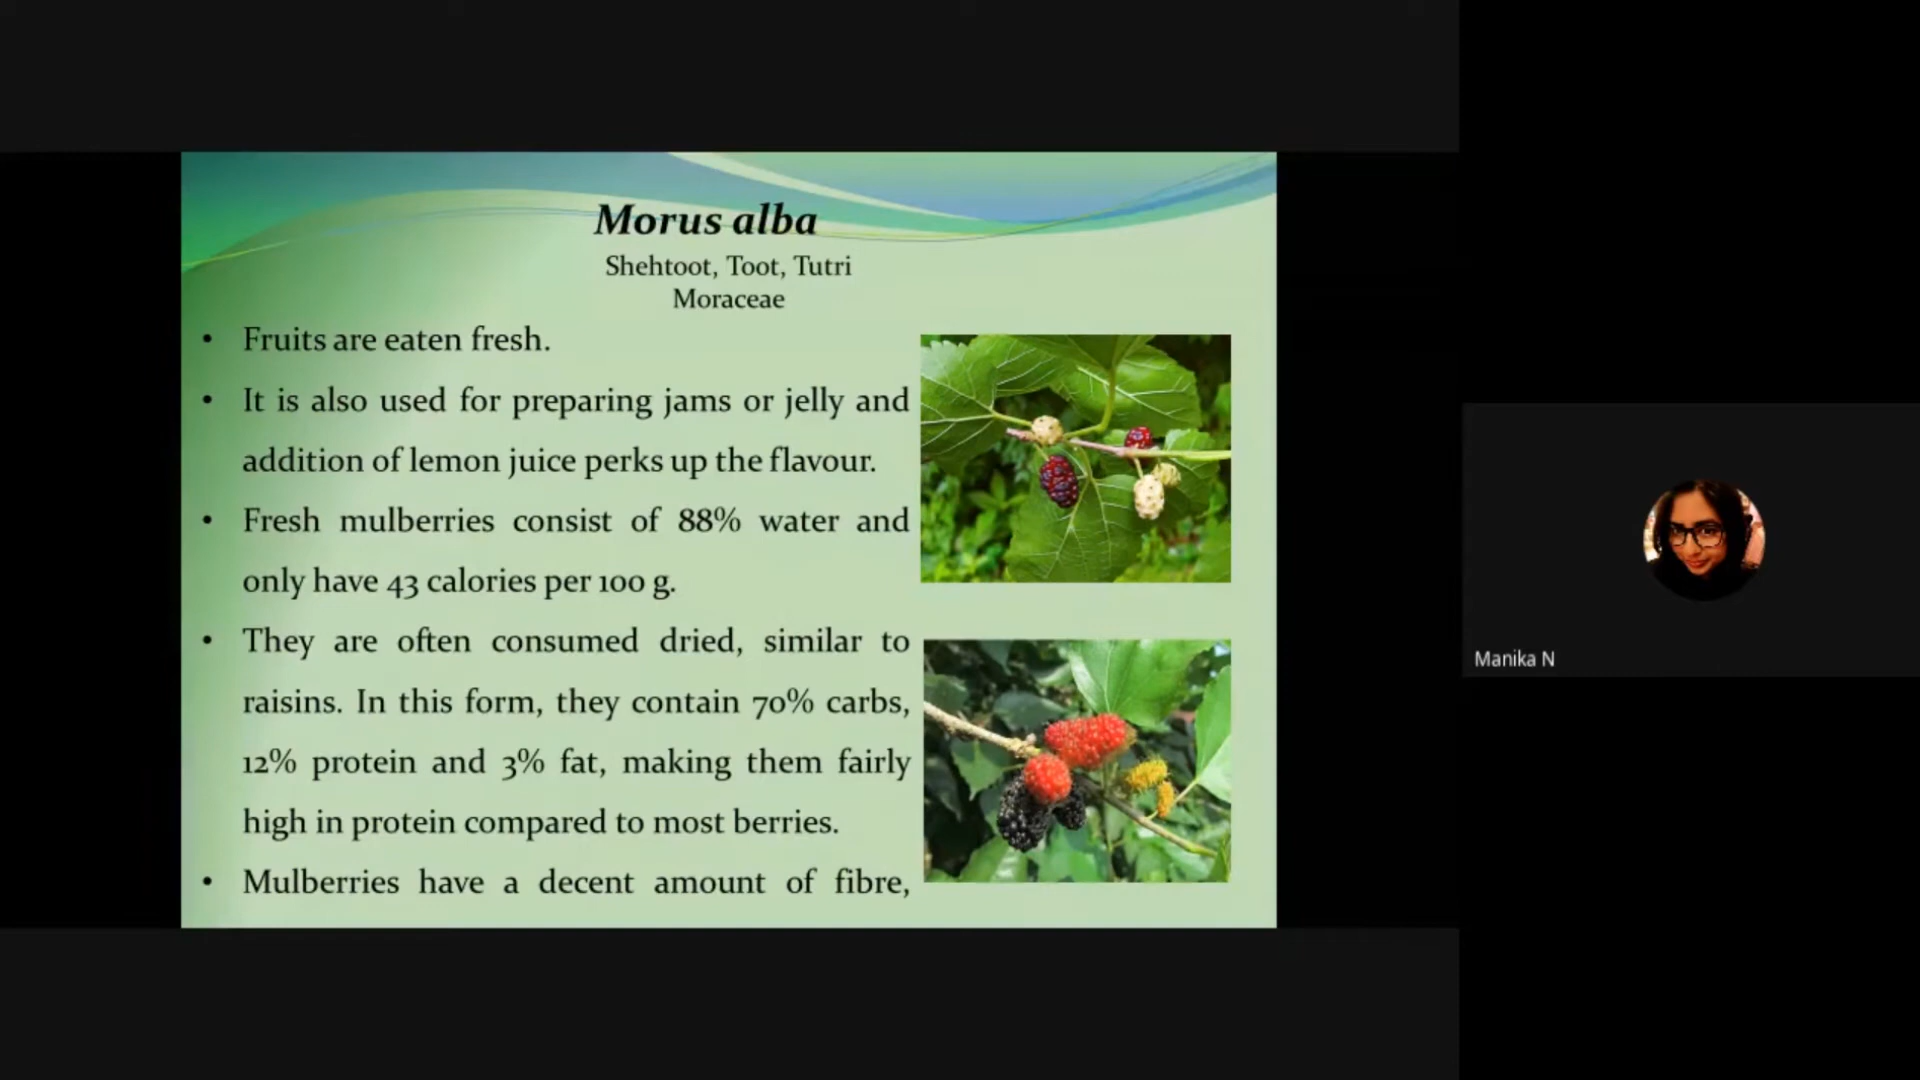 Morus alba
Shehtoot, Toot, Tutri
Moraceae
• Fruits are eaten fresh.
• It is also used for preparing jams or jelly and
addition of lemon juice perks up the flavour.
• Fresh mulberries consist of 88% water and
only have 43 calories per 100 g.
• They are often consumed dried, similar to
raisins. In this form, they contain 70% carbs,
12% protein and 3% fat, making them fairly
high in protein compared to most berries.
• Mulberries have a decent amount of fibre,
Manika N